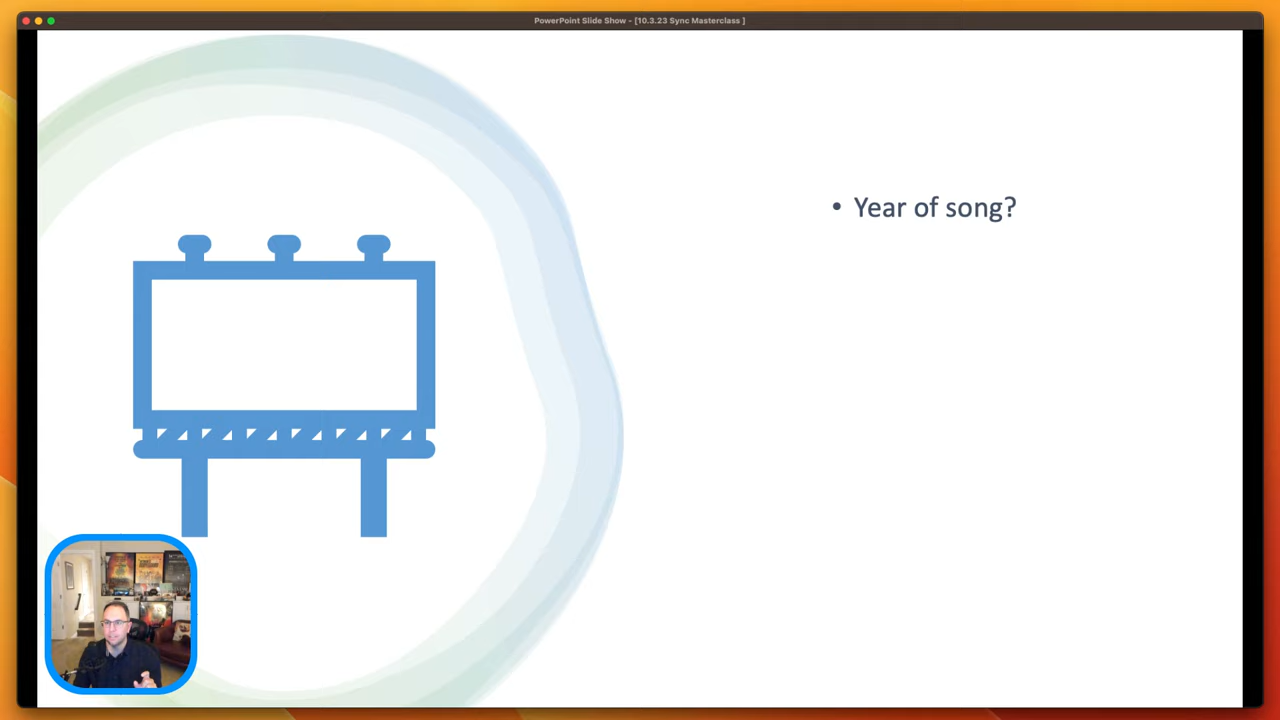 PowerPoint Slide Show - [10.3.23 Sync Masterclass ]
• Year of song?